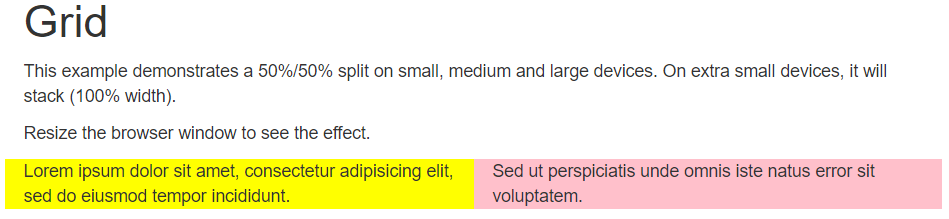 Grid
This example demonstrates a 50%/50% split on small, medium and large devices. On extra small devices, it will
stack (100% width).
Resize the browser window to see the effect.
Lorem ipsum dolor sit amet, consectetur adipisicing elit,
sed do eiusmod tempor incididunt.
Sed ut perspiciatis unde omnis iste natus error sit
voluptatem.